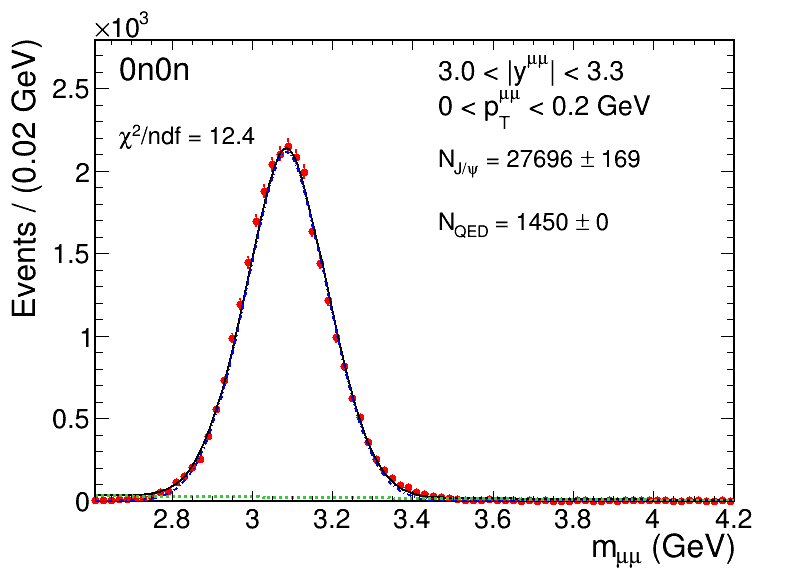 ×10³
0n0n
3.0 < |y^μμ| < 3.3
0 < p_T^μμ < 0.2 GeV
χ²/ndf = 12.4
N_J/ψ = 27696 ± 169
N_QED = 1450 ± 0
Events / (0.02 GeV)
2.5
2
1.5
1
0.5
0
2.8 3 3.2 3.4 3.6 3.8 4 4.2
m_μμ (GeV)